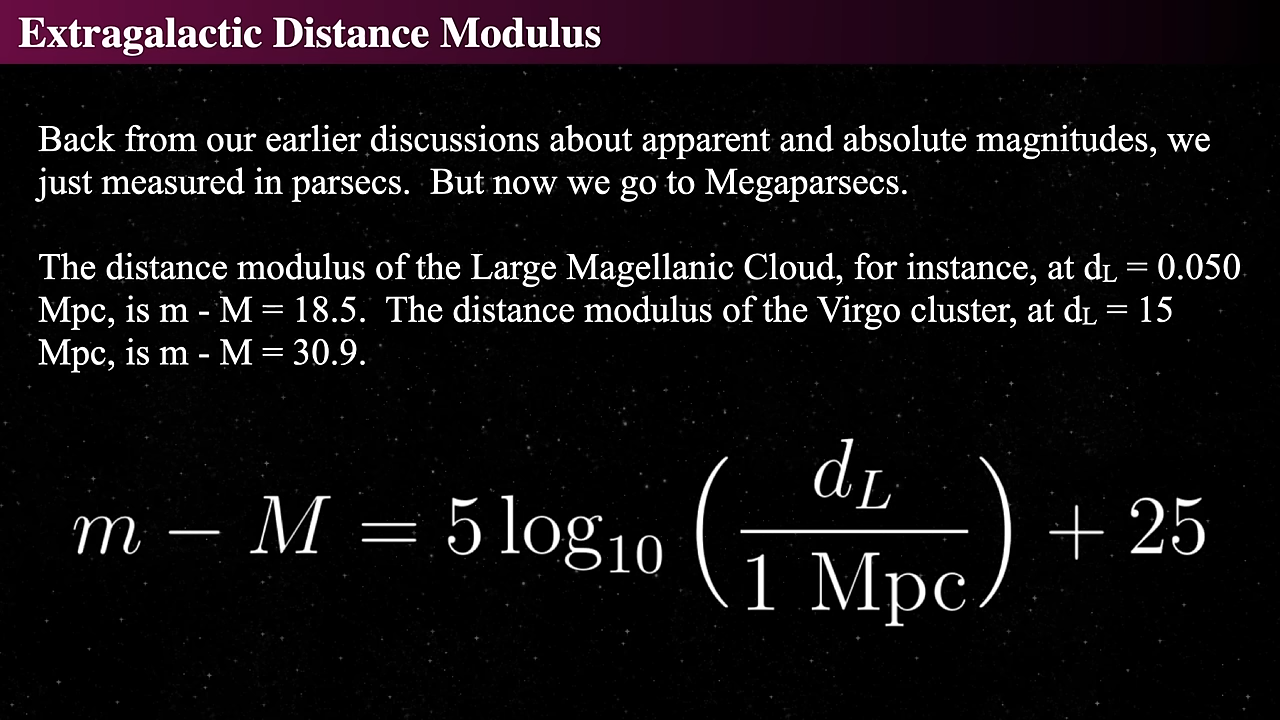 Extragalactic Distance Modulus
Back from our earlier discussions about apparent and absolute magnitudes, we
just measured in parsecs.  But now we go to Megaparsecs.
The distance modulus of the Large Magellanic Cloud, for instance, at dL = 0.050
Mpc, is m - M = 18.5.  The distance modulus of the Virgo cluster, at dL = 15
Mpc, is m - M = 30.9.
m − M = 5 log₁₀ (d_L / 1 Mpc) + 25